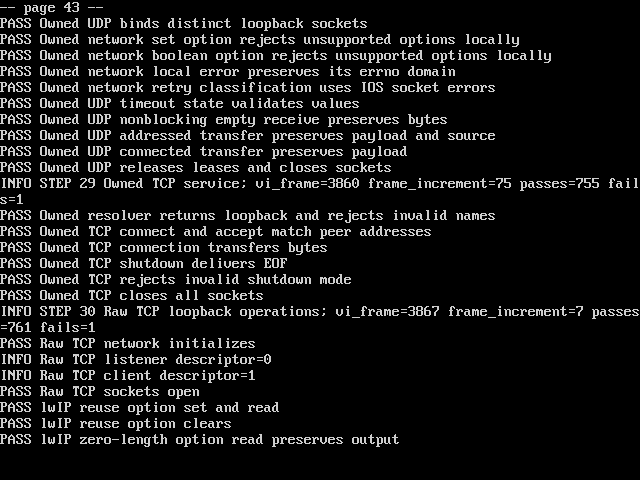 -- page 43 --
PASS Owned UDP binds distinct loopback sockets
PASS Owned network set option rejects unsupported options locally
PASS Owned network boolean option rejects unsupported options locally
PASS Owned network local error preserves its errno domain
PASS Owned network retry classification uses IOS socket errors
PASS Owned UDP timeout state validates values
PASS Owned UDP nonblocking empty receive preserves bytes
PASS Owned UDP addressed transfer preserves payload and source
PASS Owned UDP connected transfer preserves payload
PASS Owned UDP releases leases and closes sockets
INFO STEP 29 Owned TCP service; vi_frame=3860 frame_increment=75 passes=755 fail
s=1
PASS Owned resolver returns loopback and rejects invalid names
PASS Owned TCP connect and accept match peer addresses
PASS Owned TCP connection transfers bytes
PASS Owned TCP shutdown delivers EOF
PASS Owned TCP rejects invalid shutdown mode
PASS Owned TCP closes all sockets
INFO STEP 30 Raw TCP loopback operations; vi_frame=3867 frame_increment=7 passes
=761 fails=1
PASS Raw TCP network initializes
INFO Raw TCP listener descriptor=0
INFO Raw TCP client descriptor=1
PASS Raw TCP sockets open
PASS lwIP reuse option set and read
PASS lwIP reuse option clears
PASS lwIP zero-length option read preserves output